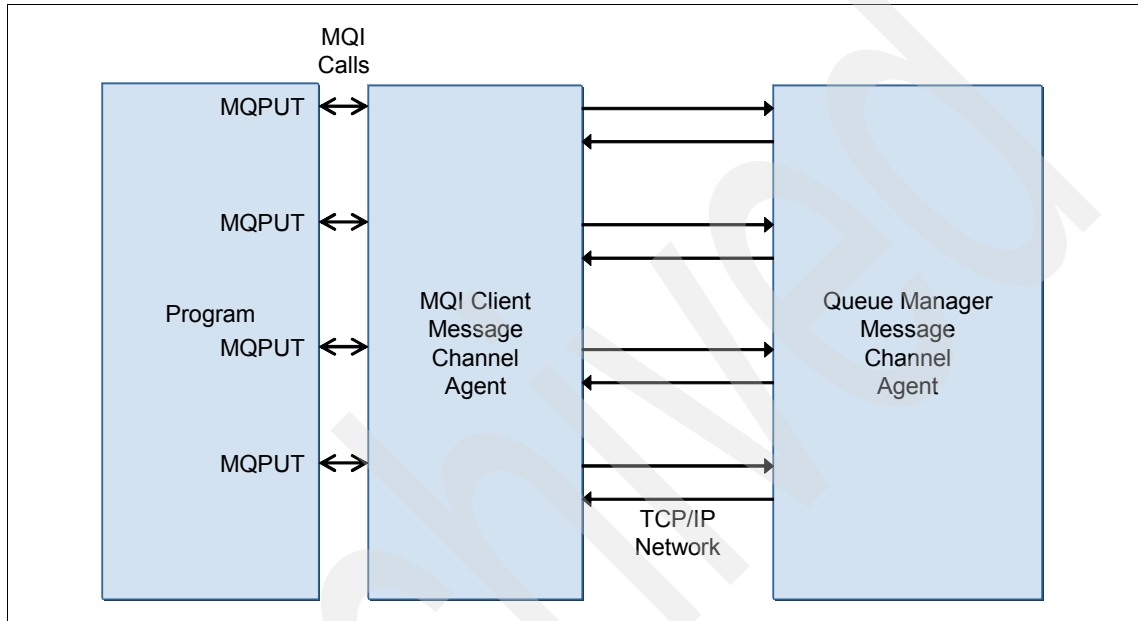 MQI
Calls
MQPUT
MQPUT
Program
MQPUT
MQPUT
MQI Client
Message
Channel
Agent
TCP/IP
Network
Queue Manager
Message
Channel
Agent